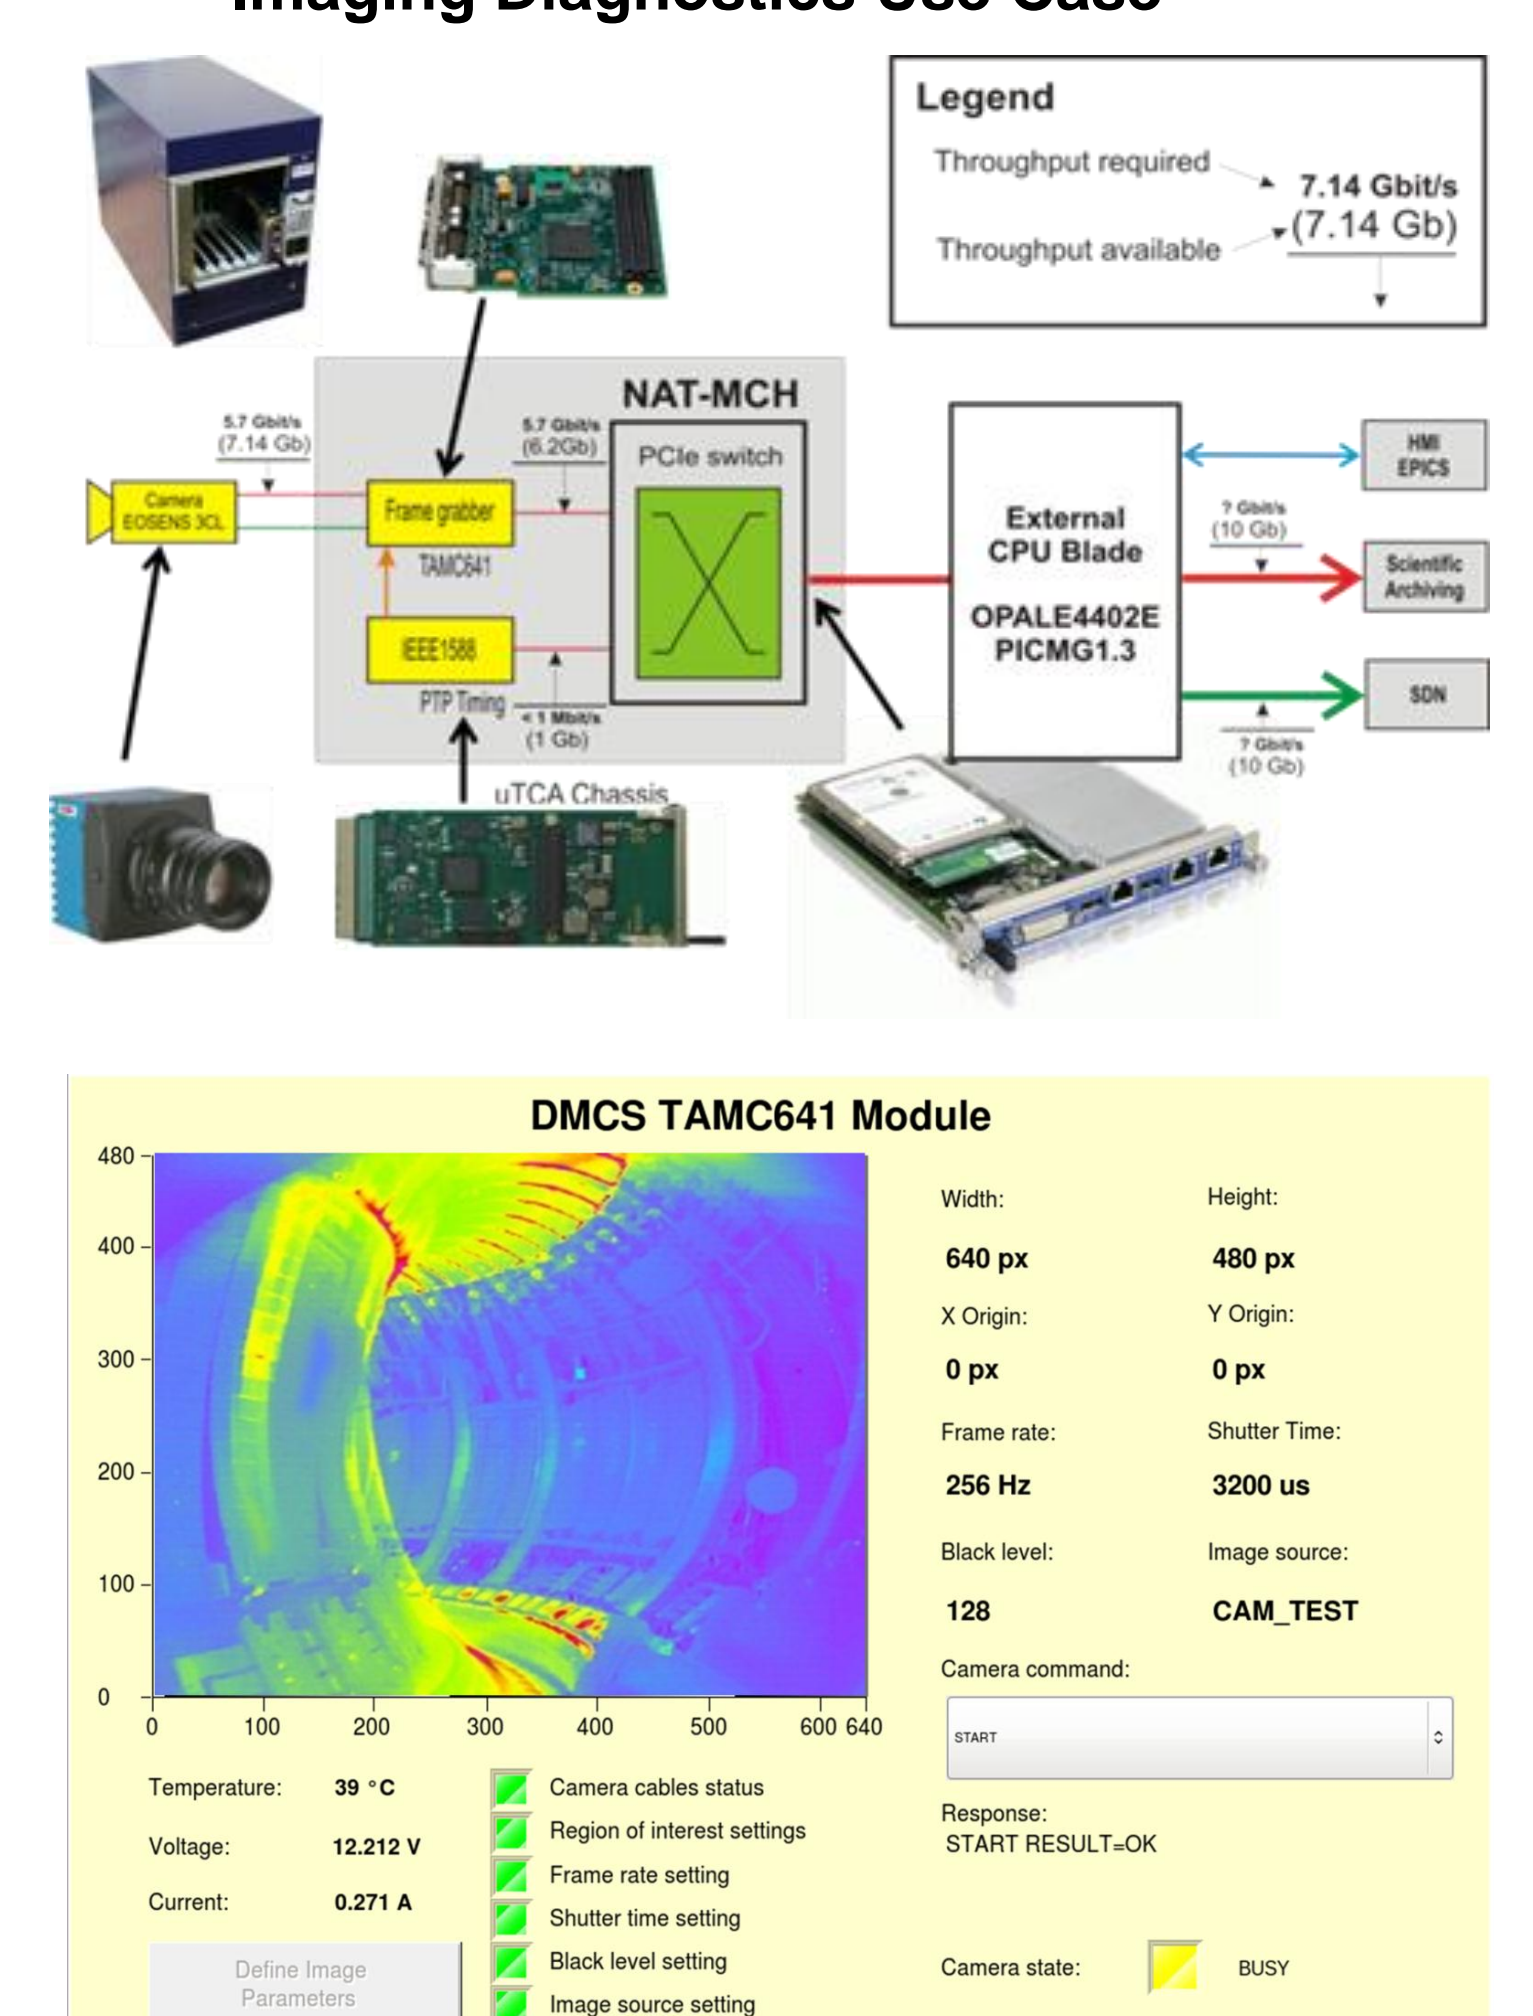 Imaging Diagnostics Use Case
Legend
Throughput required
7.14 Gbit/s
(7.14 Gb)
Throughput available
NAT-MCH
5.7 Gbit/s
(7.14 Gb)
5.7 Gbit/s
(6.2Gb)
PCIe switch
Camera
EOSENS 3CL
Frame grabber
TAMC641
IEEE1588
PTP Timing
< 1 Mbit/s
(1 Gb)
uTCA Chassis
External
CPU Blade
OPALE4402E
PICMG1.3
HMI
EPICS
? Gbit/s
(10 Gb)
Scientific
Archiving
SDN
? Gbit/s
(10 Gb)
DMCS TAMC641 Module
480
400
300
200
100
0
0 100 200 300 400 500 600 640
Width: Height:
640 px 480 px
X Origin: Y Origin:
0 px 0 px
Frame rate: Shutter Time:
256 Hz 3200 us
Black level: Image source:
128 CAM_TEST
Camera command:
START
Response:
START RESULT=OK
Camera state: BUSY
Temperature: 39 °C
Voltage: 12.212 V
Current: 0.271 A
Define Image
Parameters
Camera cables status
Region of interest settings
Frame rate setting
Shutter time setting
Black level setting
Image source setting